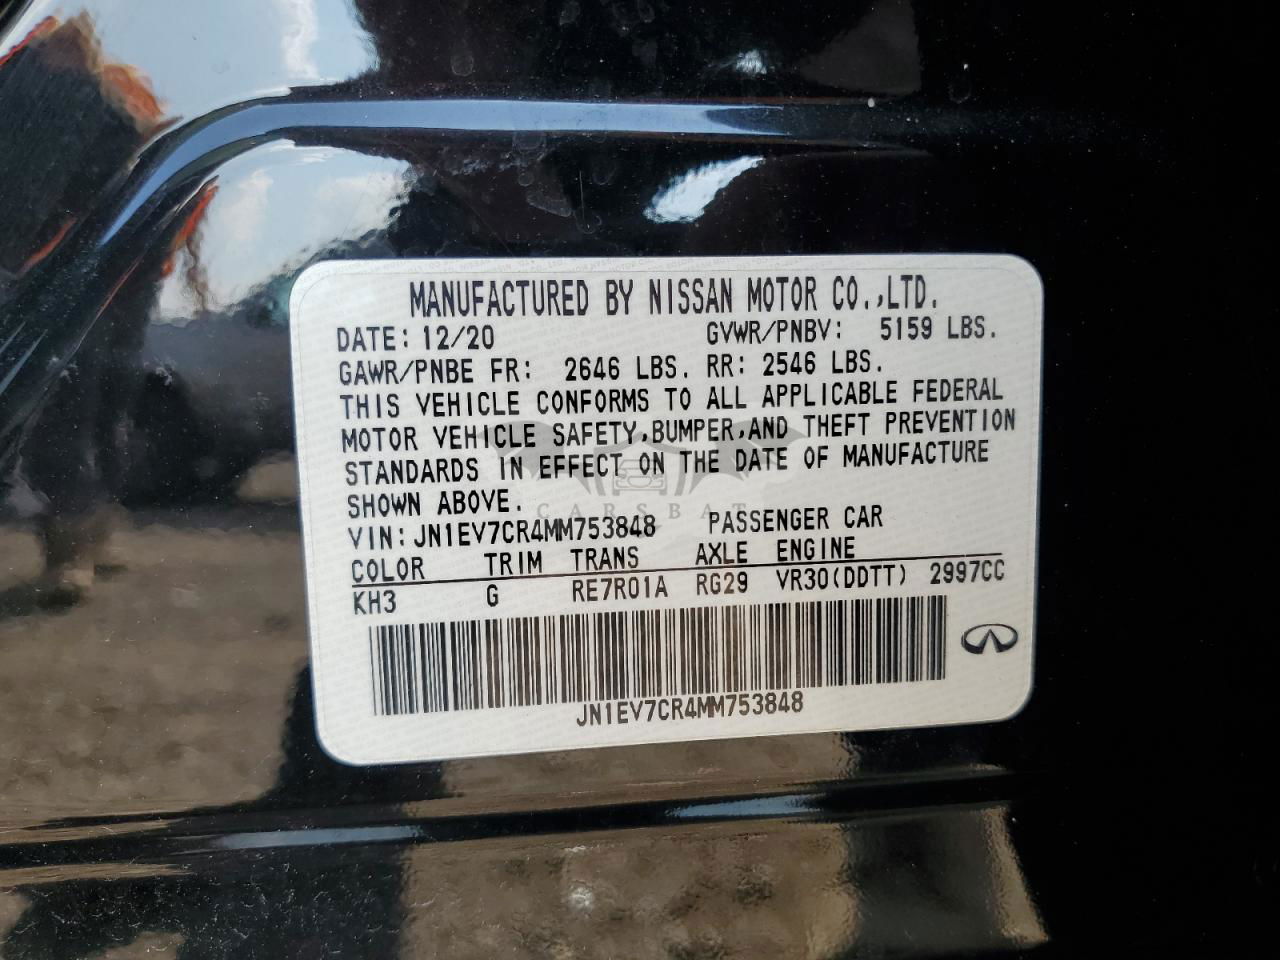 MANUFACTURED BY NISSAN MOTOR CO.,LTD.
DATE: 12/20 GVWR/PNBV: 5159 LBS.
GAWR/PNBE FR: 2646 LBS. RR: 2546 LBS.
THIS VEHICLE CONFORMS TO ALL APPLICABLE FEDERAL
MOTOR VEHICLE SAFETY,BUMPER,AND THEFT PREVENTION
STANDARDS IN EFFECT ON THE DATE OF MANUFACTURE
SHOWN ABOVE.
CARSBAT
VIN: JN1EV7CR4MM753848 PASSENGER CAR
COLOR TRIM TRANS AXLE ENGINE
KH3 G RE7R01A RG29 VR30(DDTT) 2997CC
JN1EV7CR4MM753848